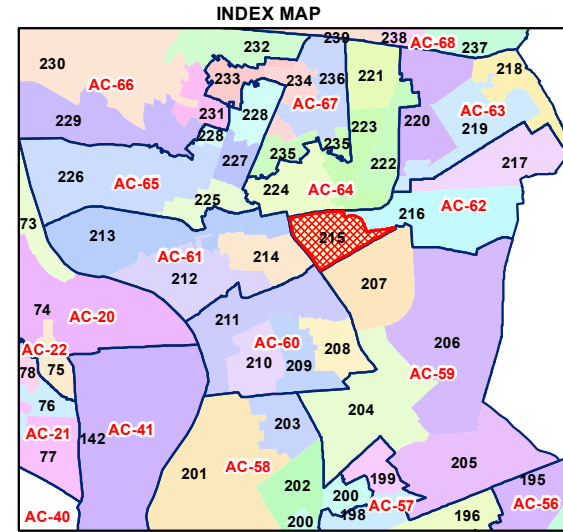 INDEX MAP
239 238 AC-68 237
232
230 221 218
AC-66 233 234 236
AC-67 AC-63
231 220
229 228 223 219
228
235 235
227 222 217
226 AC-65 224 AC-64
225 216 AC-62
73
213 215
AC-61 214
212 207
74
AC-20 211
206
AC-22 AC-60 208
78 75 210 209 AC-59
76
204
142 AC-41 203
AC-21
77 201 AC-58 199 205
202 200 195
AC-57 AC-56
AC-40 200 198 196